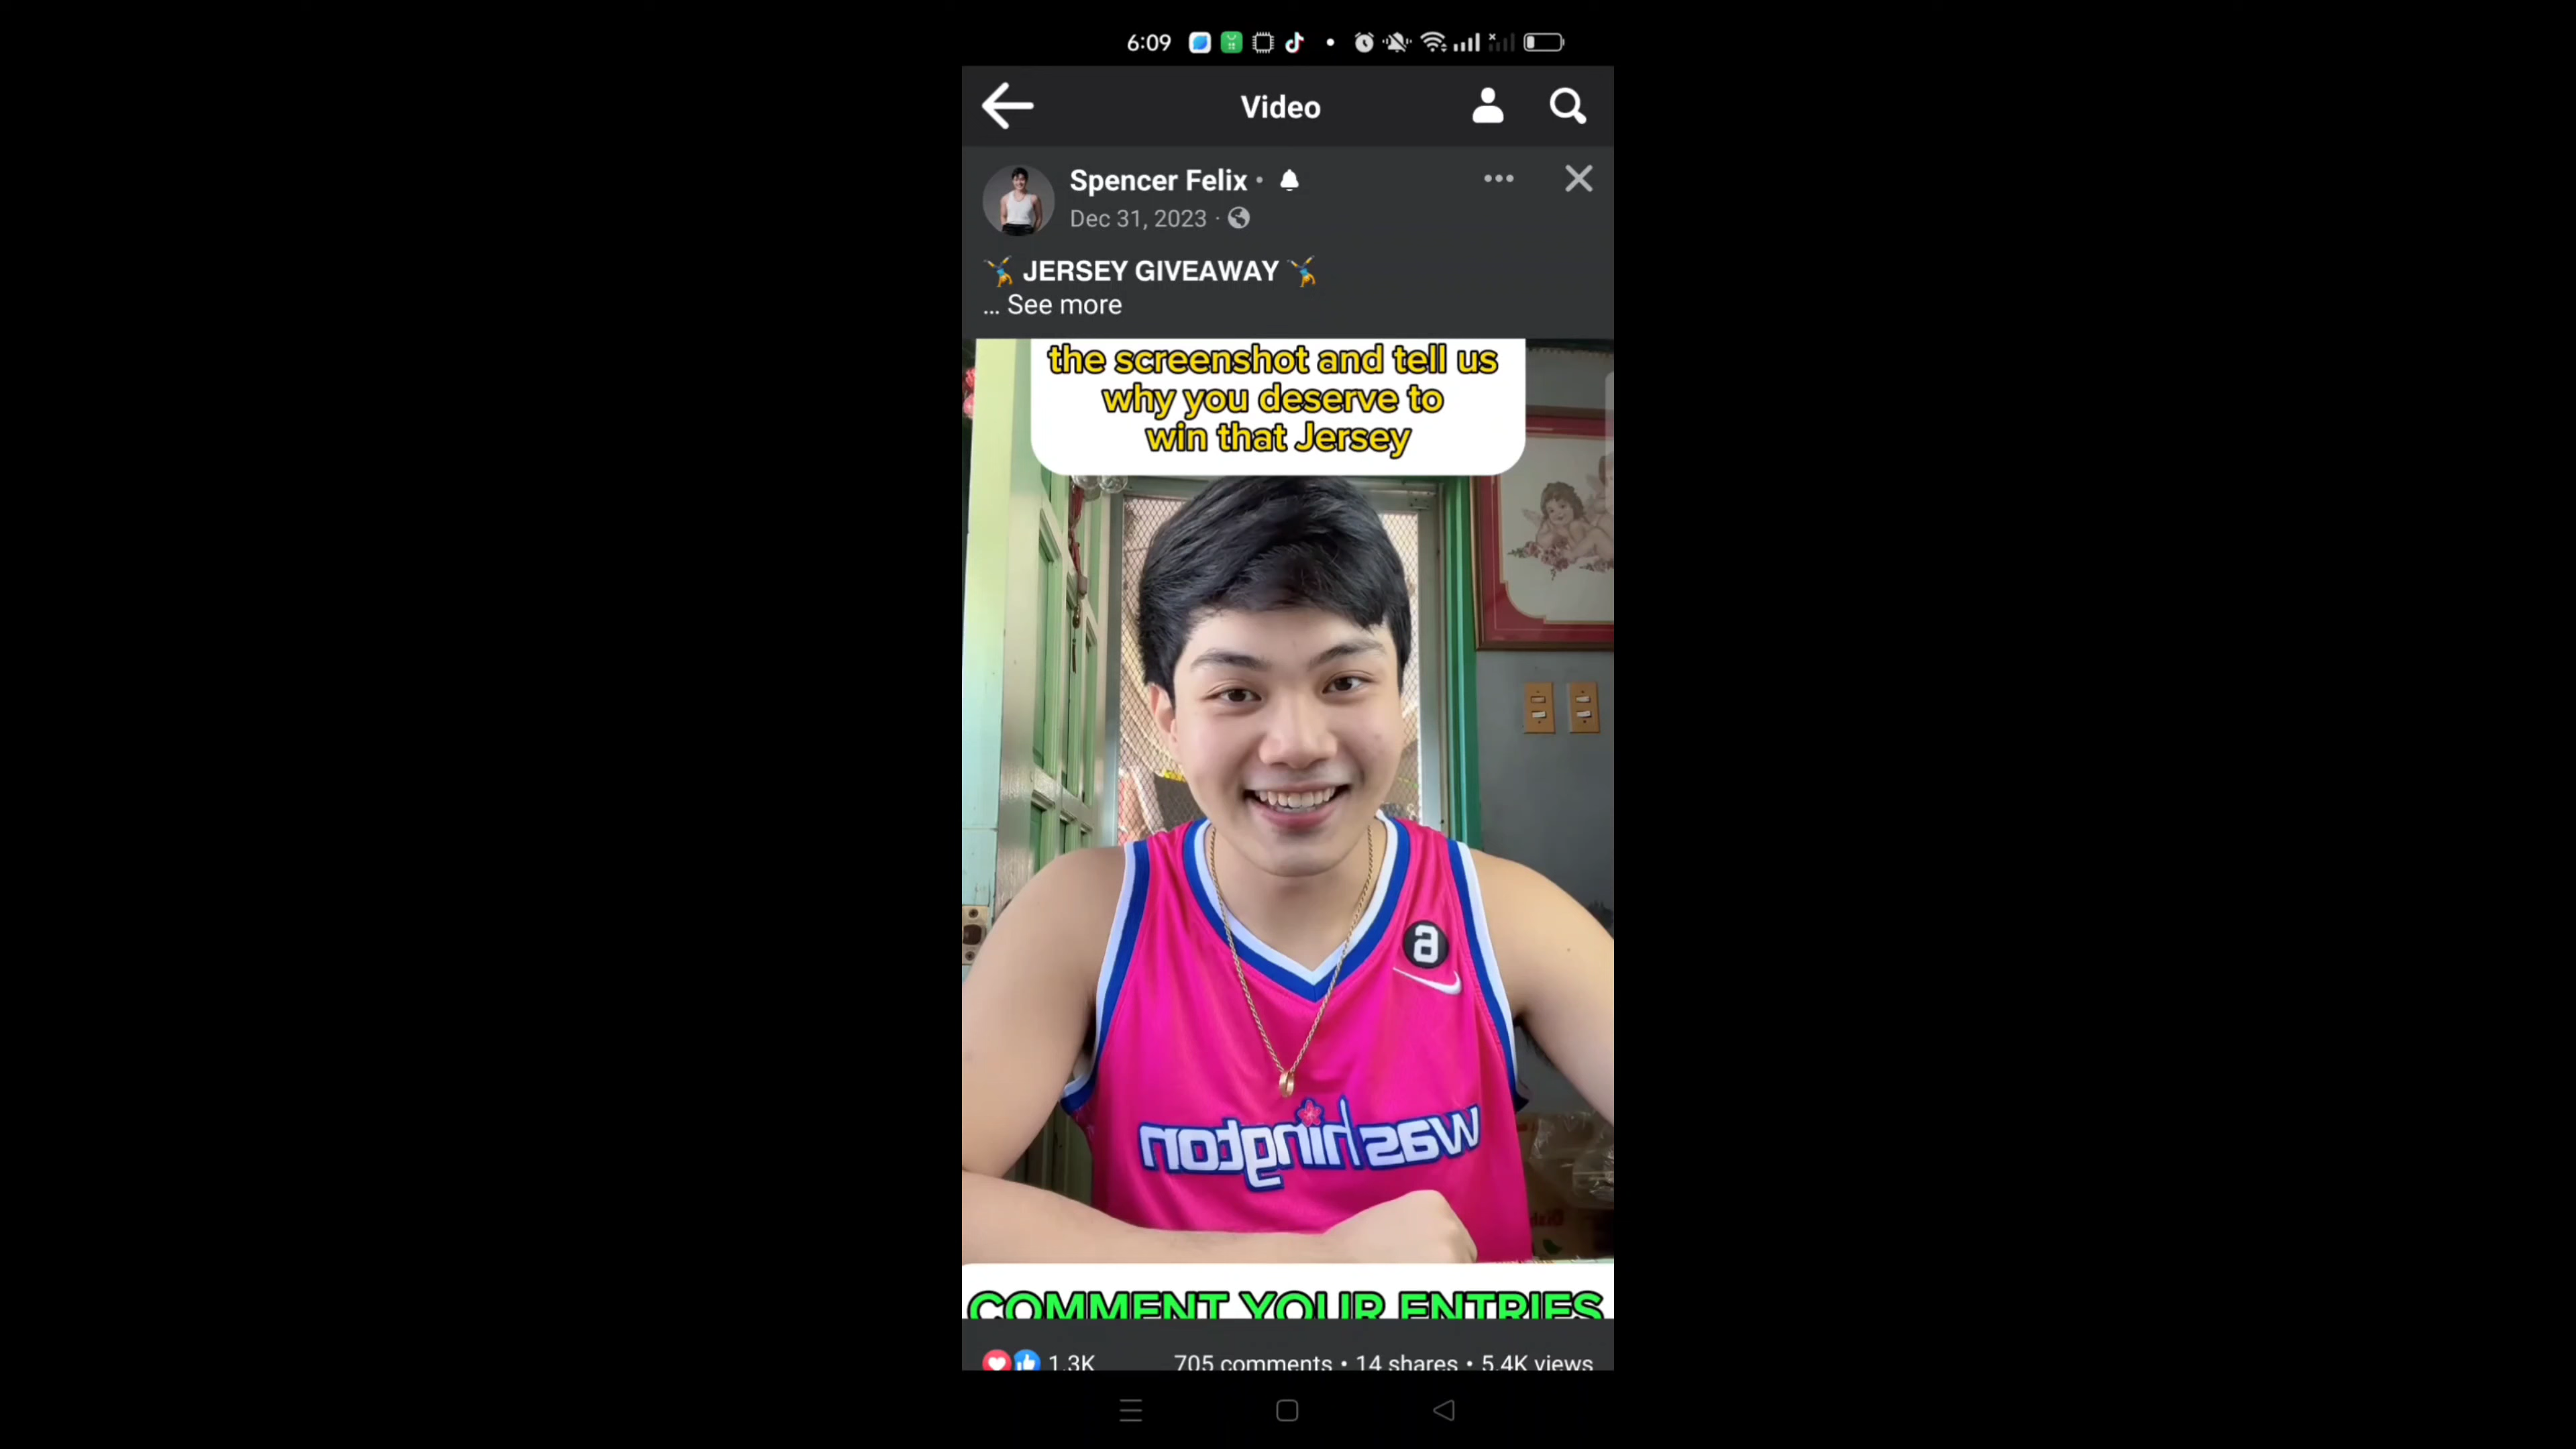 6:09
Video
Spencer Felix
Dec 31, 2023
JERSEY GIVEAWAY
... See more
the screenshot and tell us
why you deserve to
win that Jersey
6
washington
COMMENT YOUR ENTRIES
1.3K 705 comments • 14 shares • 5.4K views